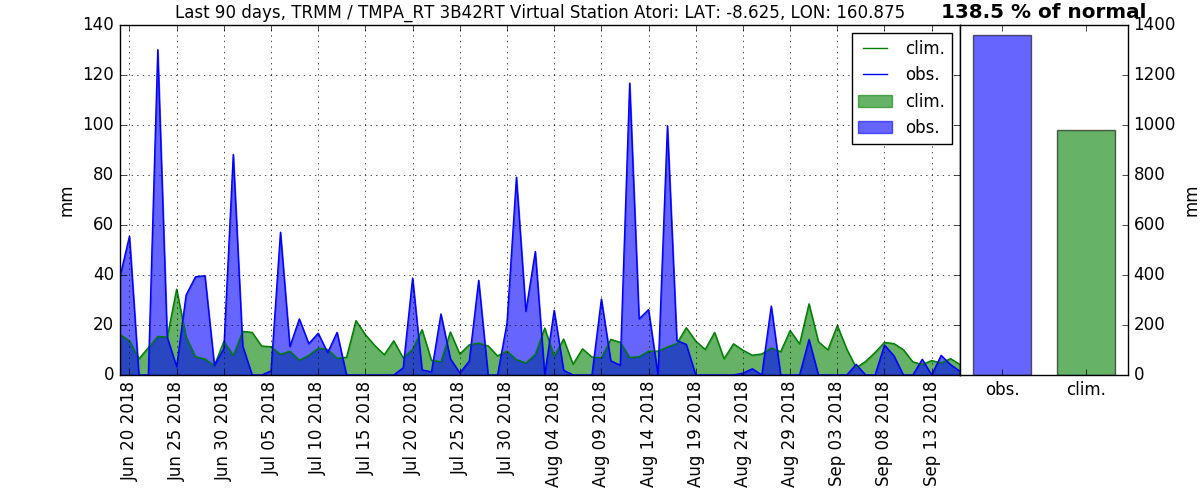 Last 90 days, TRMM / TMPA_RT 3B42RT Virtual Station Atori: LAT: -8.625, LON: 160.875
138.5 % of normal
140
120
100
80
60
40
20
0
mm
clim.
obs.
clim.
obs.
1400
1200
1000
800
600
400
200
0
mm
Jun 20 2018
Jun 25 2018
Jun 30 2018
Jul 05 2018
Jul 10 2018
Jul 15 2018
Jul 20 2018
Jul 25 2018
Jul 30 2018
Aug 04 2018
Aug 09 2018
Aug 14 2018
Aug 19 2018
Aug 24 2018
Aug 29 2018
Sep 03 2018
Sep 08 2018
Sep 13 2018
obs.
clim.